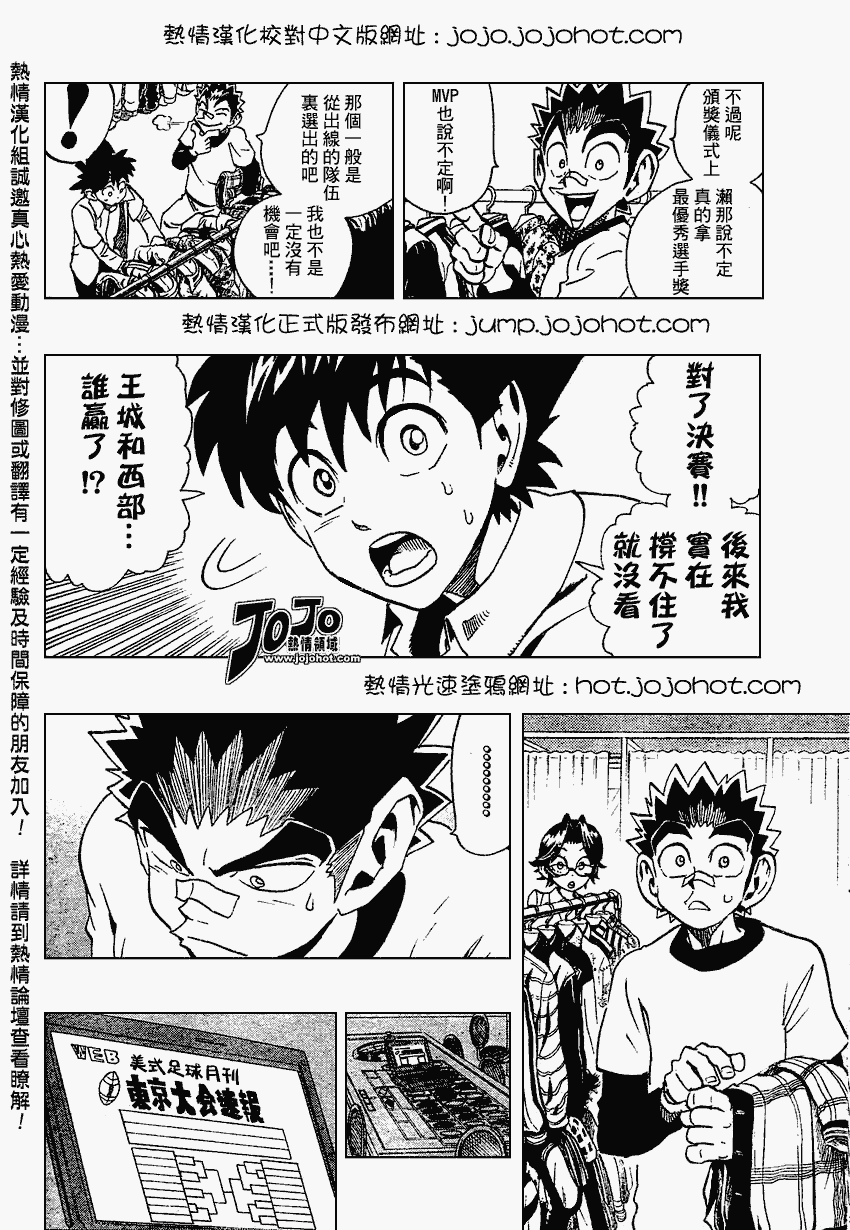 熱情漢化校對中文版網址：jojo.jojohot.com
熱情漢化組誠邀真心熱愛動漫…並對修圖或翻譯有一定經驗及時間保障的朋友加入！ 詳情請到熱情論壇查看瞭解！
不過呢
頒獎儀式上
瀨那說不定
真的拿
最優秀選手獎
MVP
也說不定啊！
那個一般是
從出線的隊伍
裏選出的吧
我也不是
一定沒有
機會吧…！
！
熱情漢化正式版發布網址：jump.jojohot.com
對了決賽!!
後來我
實在
撐不住了
就沒看
王城和西部…
誰贏了!?
JOJO
熱情領域
www.jojohot.com
熱情光速塗鴉網址：hot.jojohot.com
………
WEB
美式足球月刊
東京大会速報